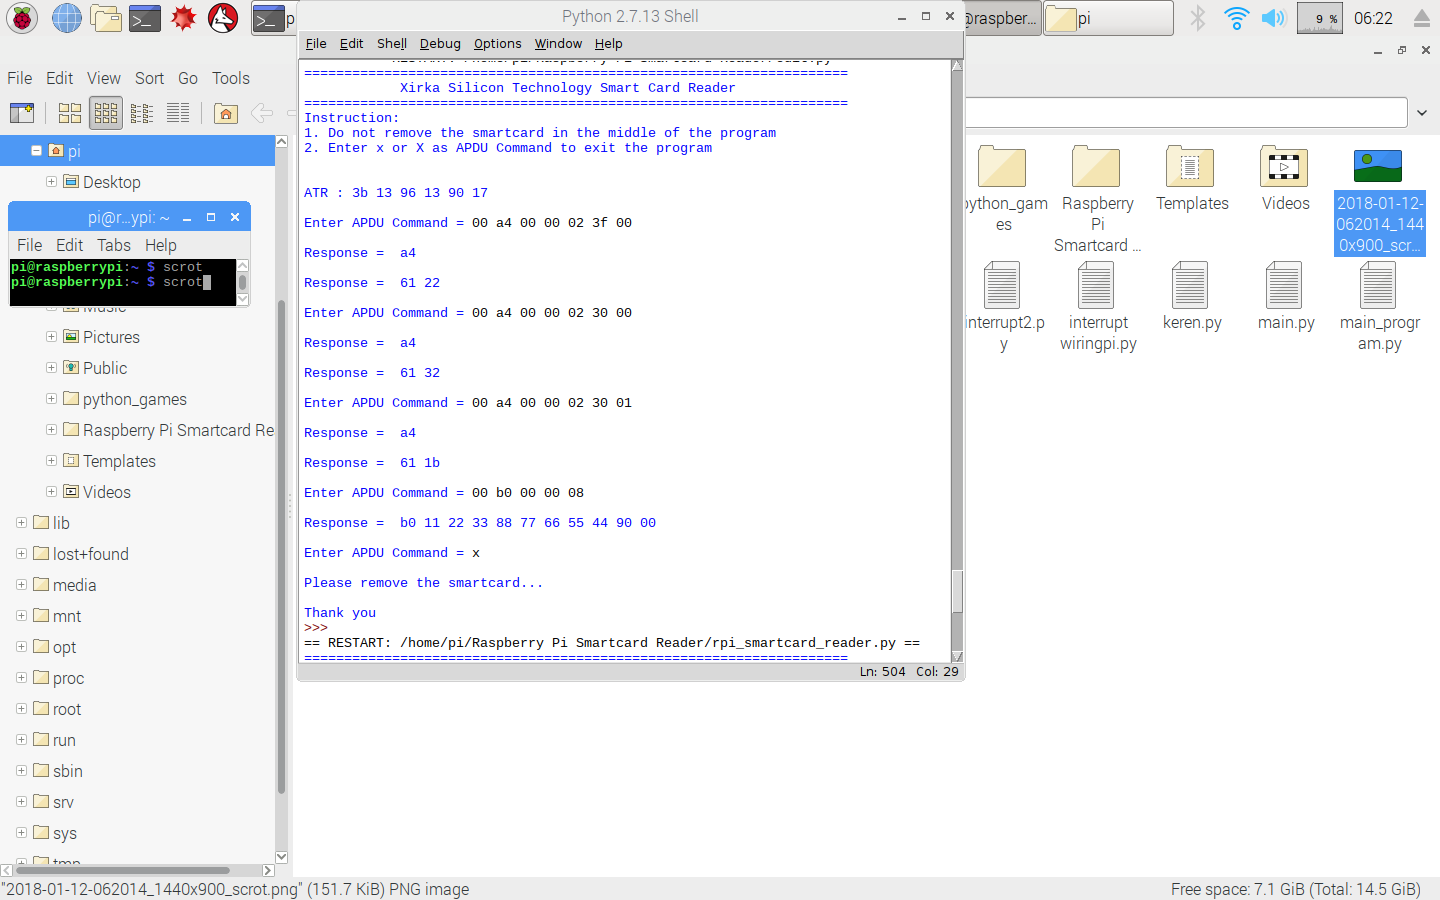 p
Python 2.7.13 Shell
@raspber...
pi
9 %
06:22
File Edit Shell Debug Options Window Help
File Edit View Sort Go Tools
================================================================
Xirka Silicon Technology Smart Card Reader
================================================================
Instruction:
1. Do not remove the smartcard in the middle of the program
2. Enter x or X as APDU Command to exit the program
ATR : 3b 13 96 13 90 17
Enter APDU Command = 00 a4 00 00 02 3f 00
Response =  a4
Response =  61 22
Enter APDU Command = 00 a4 00 00 02 30 00
Response =  a4
Response =  61 32
Enter APDU Command = 00 a4 00 00 02 30 01
Response =  a4
Response =  61 1b
Enter APDU Command = 00 b0 00 00 08
Response =  b0 11 22 33 88 77 66 55 44 90 00
Enter APDU Command = x
Please remove the smartcard...
Thank you
>>>
== RESTART: /home/pi/Raspberry Pi Smartcard Reader/rpi_smartcard_reader.py ==
Ln: 504 Col: 29
pi
Desktop
pi@r...ypi: ~
File Edit Tabs Help
pi@raspberrypi:~ $ scrot
pi@raspberrypi:~ $ scrot
Music
Pictures
Public
python_games
Raspberry Pi Smartcard Re
Templates
Videos
lib
lost+found
media
mnt
opt
proc
root
run
sbin
srv
sys
tmp
python_gam
es
Raspberry
Pi
Smartcard ...
Templates
Videos
2018-01-12-
062014_144
0x900_scr...
interrupt2.p
y
interrupt
wiringpi.py
keren.py
main.py
main_progr
am.py
"2018-01-12-062014_1440x900_scrot.png" (151.7 KiB) PNG image
Free space: 7.1 GiB (Total: 14.5 GiB)